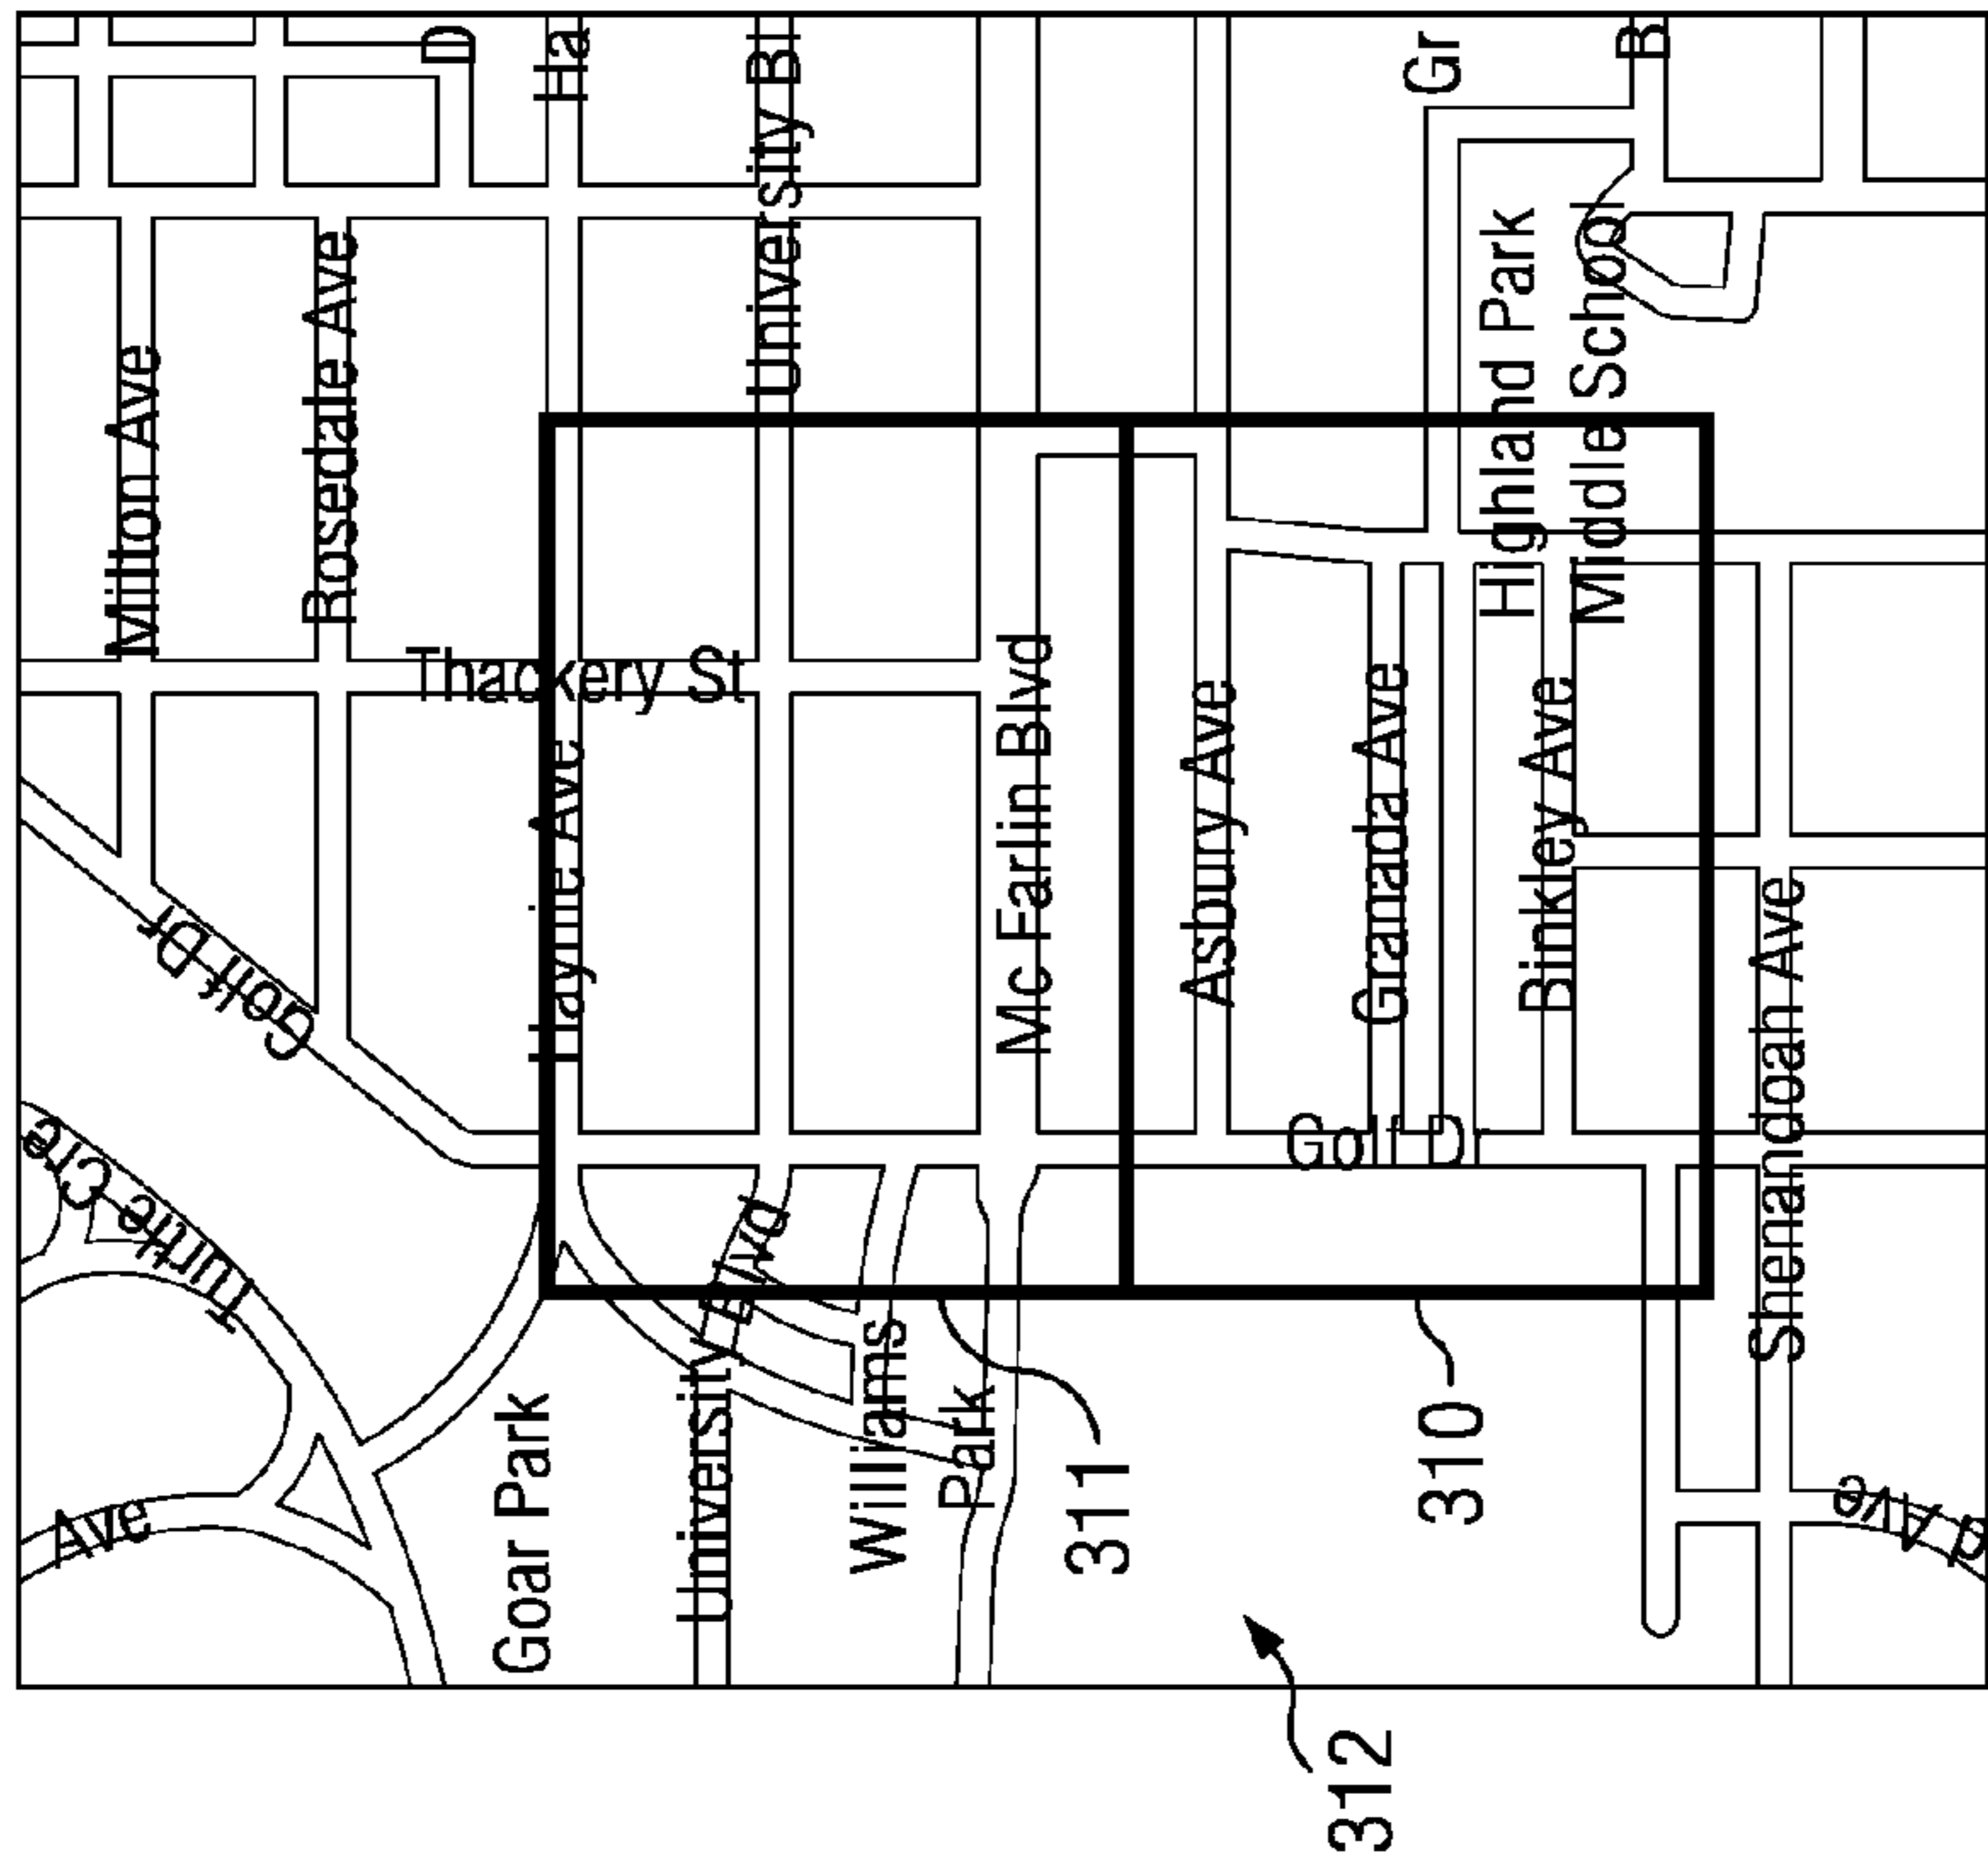 D
Ha
University Bl
Gr
B
Milton Ave
Rosedale Ave
Highland Park
Middle School
Thackery St
Haynie Ave
Mc Farlin Blvd
Asbury Ave
Granada Ave
Binkley Ave
Shenandoah Ave
Golf Dr
Golf Dr
Turtle Cre
Ave
Goar Park
University Blvd
Williams
Park
311
310
312
d Ave